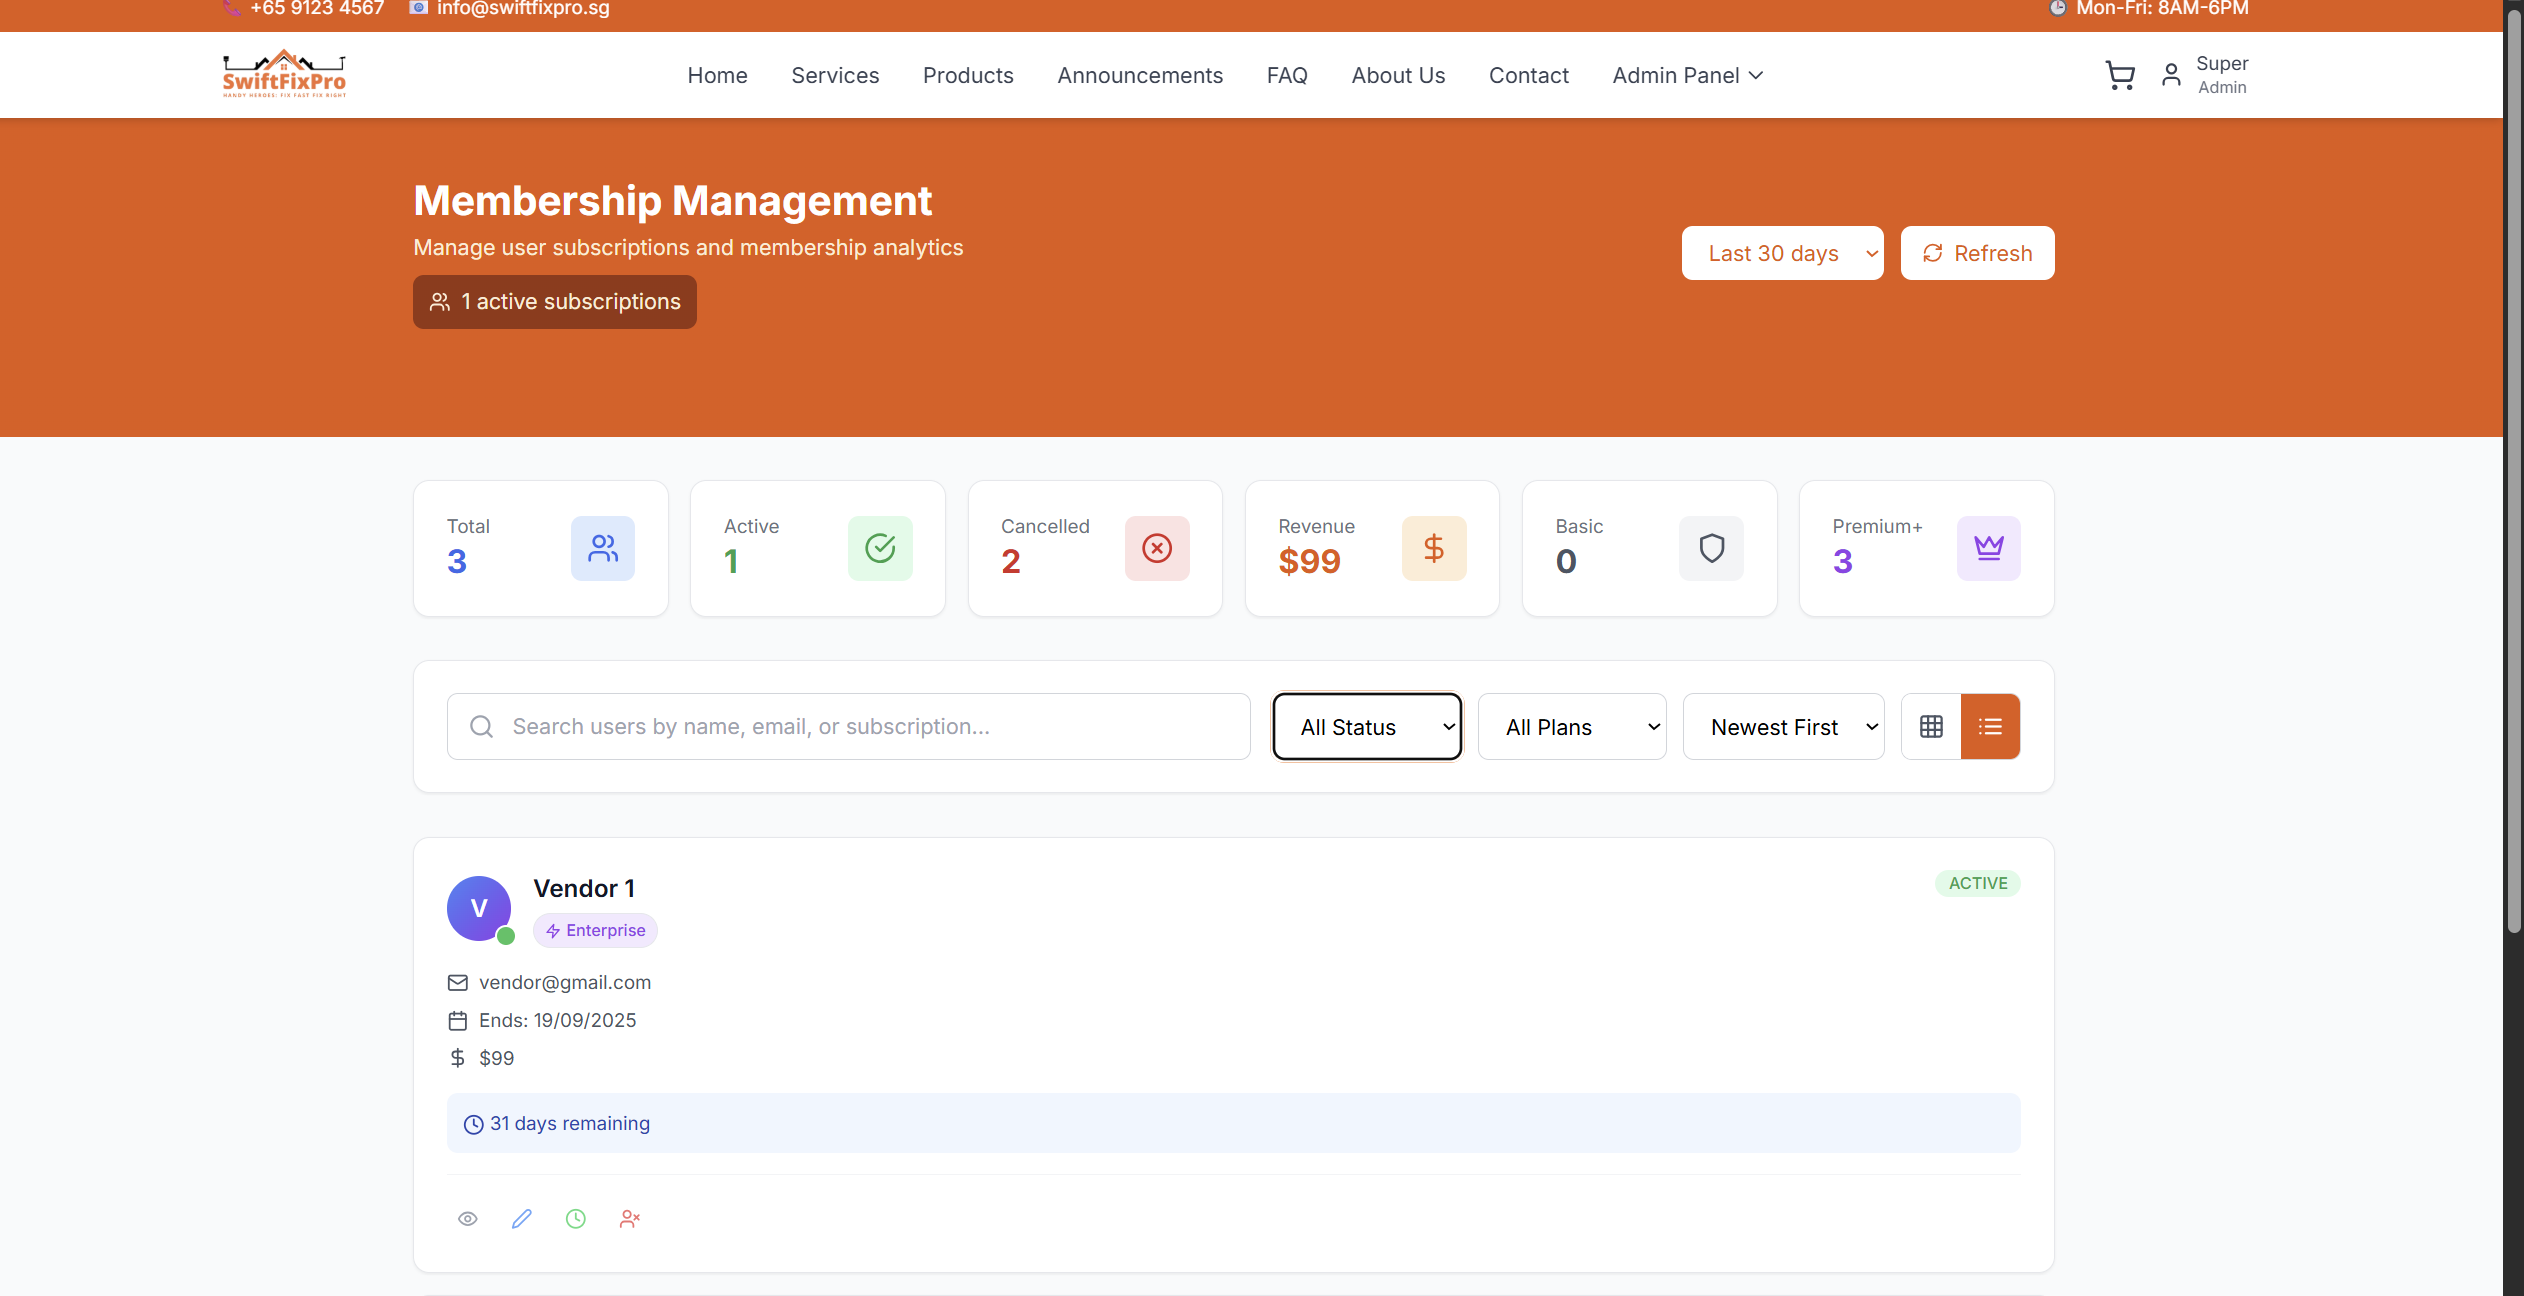 +65 9123 4567 info@swiftfixpro.sg Mon-Fri: 8AM-6PM
SwiftFixPro
HANDY HEROES: FIX FAST FIX RIGHT
Home Services Products Announcements FAQ About Us Contact Admin Panel
Super
Admin
Membership Management
Manage user subscriptions and membership analytics
1 active subscriptions
Last 30 days Refresh
Total
3
Active
1
Cancelled
2
Revenue
$99
Basic
0
Premium+
3
Search users by name, email, or subscription... All Status All Plans Newest First
V
Vendor 1
ACTIVE
Enterprise
vendor@gmail.com
Ends: 19/09/2025
$99
31 days remaining